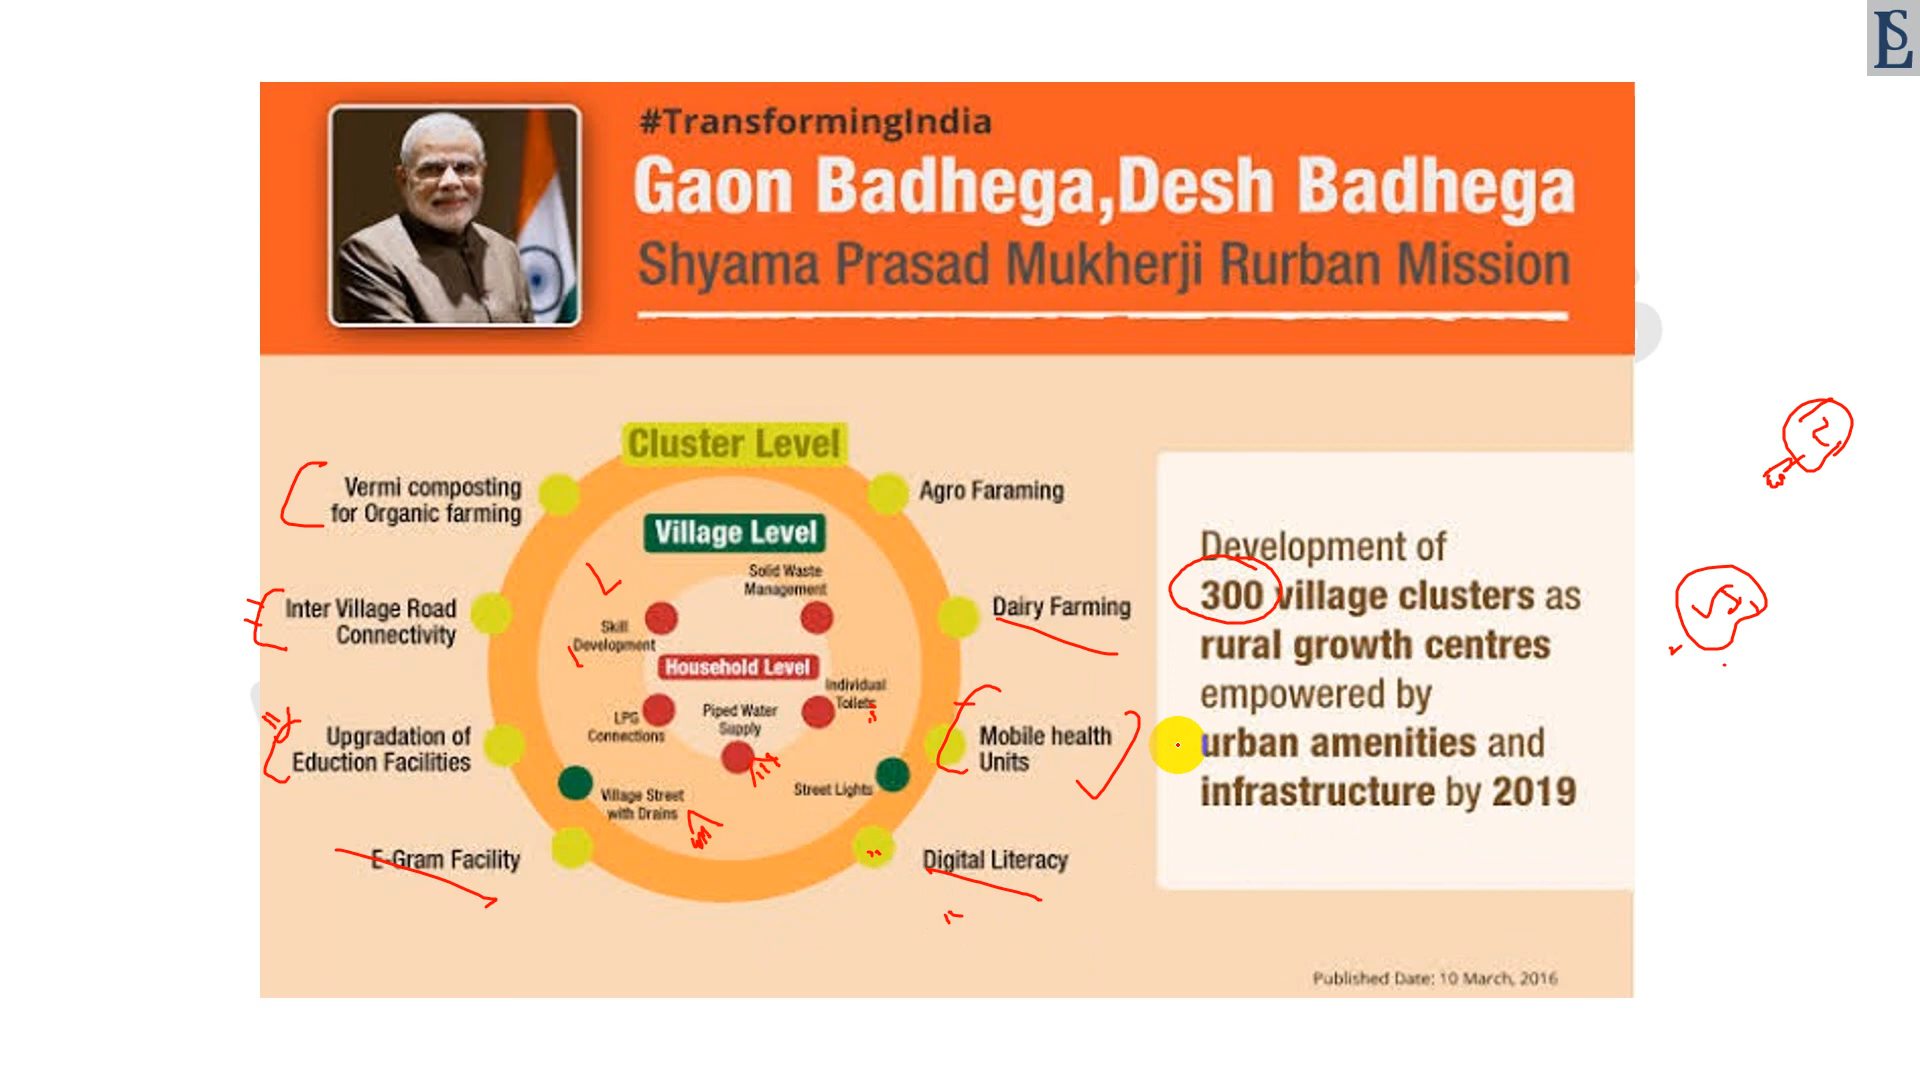 #TransformingIndia
Gaon Badhega,Desh Badhega
Shyama Prasad Mukherji Rurban Mission
Cluster Level
Vermi composting
for Organic farming
Inter Village Road
Connectivity
Upgradation of
Eduction Facilities
E-Gram Facility
Agro Faraming
Dairy Farming
Mobile health
Units
Digital Literacy
Village Level
Solid Waste
Management
Skill
Development
Household Level
Individual
Toilets
LPG
Connections
Piped Water
Supply
Village Street
with Drains
Street Lights
Development of
300 village clusters as
rural growth centres
empowered by
urban amenities and
infrastructure by 2019
Published Date: 10 March, 2016